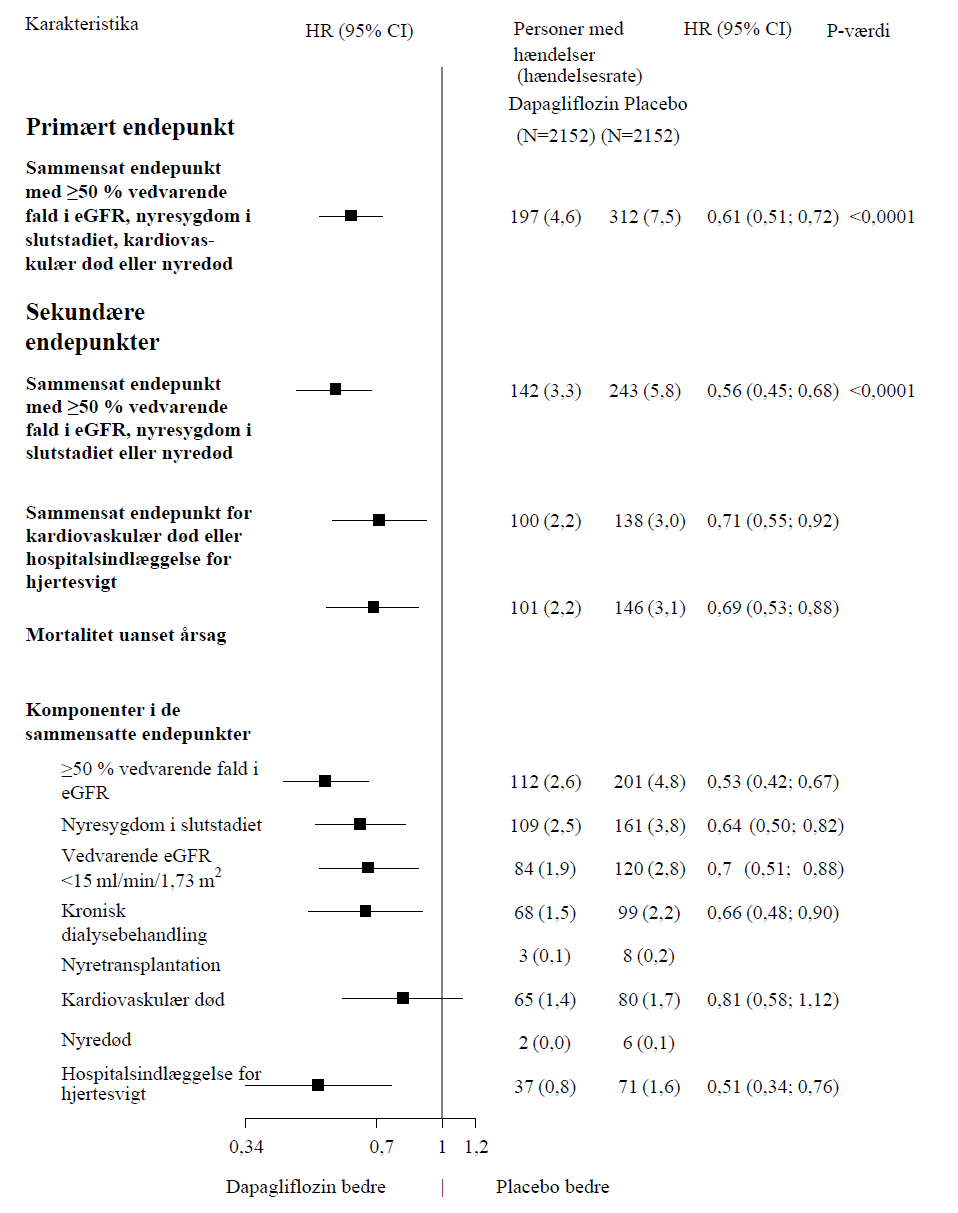 Karakteristika
HR (95% CI)
Personer med
hændelser
(hændelsesrate)
HR (95% CI)
P-værdi
Dapagliflozin Placebo
(N=2152) (N=2152)
Primært endepunkt
Sammensat endepunkt
med ≥50 % vedvarende
fald i eGFR, nyresygdom i
slutstadiet, kardiovas-
kulær død eller nyredød
197 (4,6) 312 (7,5) 0,61 (0,51; 0,72) <0,0001
Sekundære
endepunkter
Sammensat endepunkt
med ≥50 % vedvarende
fald i eGFR, nyresygdom i
slutstadiet eller nyredød
142 (3,3) 243 (5,8) 0,56 (0,45; 0,68) <0,0001
Sammensat endepunkt for
kardiovaskulær død eller
hospitalsindlæggelse for
hjertesvigt
100 (2,2) 138 (3,0) 0,71 (0,55; 0,92)
Mortalitet uanset årsag
101 (2,2) 146 (3,1) 0,69 (0,53; 0,88)
Komponenter i de
sammensatte endepunkter
≥50 % vedvarende fald i
eGFR
112 (2,6) 201 (4,8) 0,53 (0,42; 0,67)
Nyresygdom i slutstadiet
109 (2,5) 161 (3,8) 0,64 (0,50; 0,82)
Vedvarende eGFR
<15 ml/min/1,73 m²
84 (1,9) 120 (2,8) 0,7 (0,51; 0,88)
Kronisk
dialysebehandling
68 (1,5) 99 (2,2) 0,66 (0,48; 0,90)
Nyretransplantation
3 (0,1) 8 (0,2)
Kardiovaskulær død
65 (1,4) 80 (1,7) 0,81 (0,58; 1,12)
Nyredød
2 (0,0) 6 (0,1)
Hospitalsindlæggelse for
hjertesvigt
37 (0,8) 71 (1,6) 0,51 (0,34; 0,76)
0,34 0,7 1 1,2
Dapagliflozin bedre | Placebo bedre